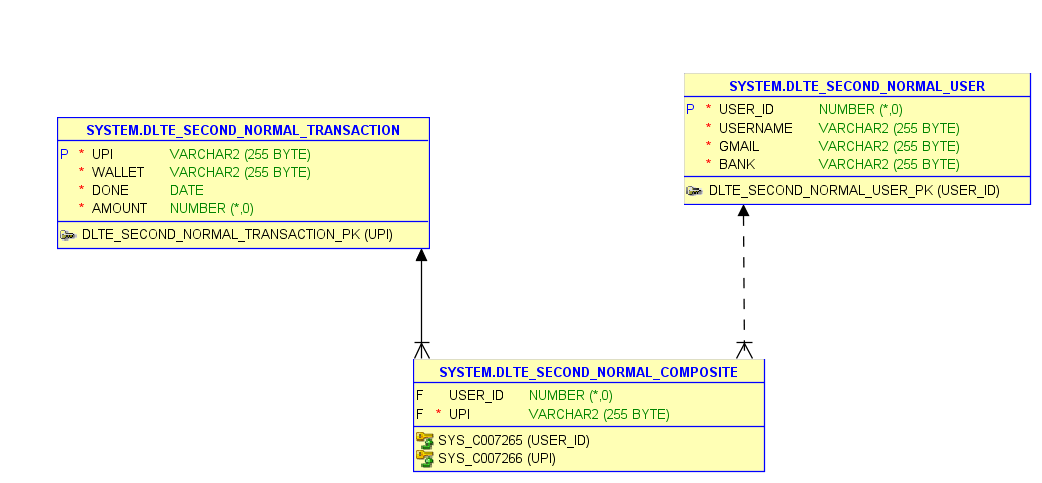 SYSTEM.DLTE_SECOND_NORMAL_TRANSACTION
P * UPI VARCHAR2 (255 BYTE)
* WALLET VARCHAR2 (255 BYTE)
* DONE DATE
* AMOUNT NUMBER (*,0)
DLTE_SECOND_NORMAL_TRANSACTION_PK (UPI)
SYSTEM.DLTE_SECOND_NORMAL_USER
P * USER_ID NUMBER (*,0)
* USERNAME VARCHAR2 (255 BYTE)
* GMAIL VARCHAR2 (255 BYTE)
* BANK VARCHAR2 (255 BYTE)
DLTE_SECOND_NORMAL_USER_PK (USER_ID)
SYSTEM.DLTE_SECOND_NORMAL_COMPOSITE
F USER_ID NUMBER (*,0)
F * UPI VARCHAR2 (255 BYTE)
SYS_C007265 (USER_ID)
SYS_C007266 (UPI)